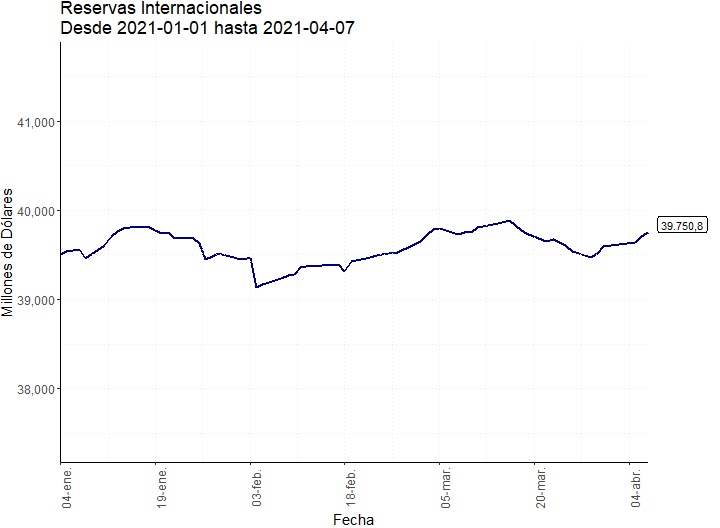 Reservas Internacionales
Desde 2021-01-01 hasta 2021-04-07
Millones de Dólares
41,000
40,000
39,000
38,000
39.750,8
04-ene.
19-ene.
03-feb.
18-feb.
05-mar.
20-mar.
04-abr.
Fecha